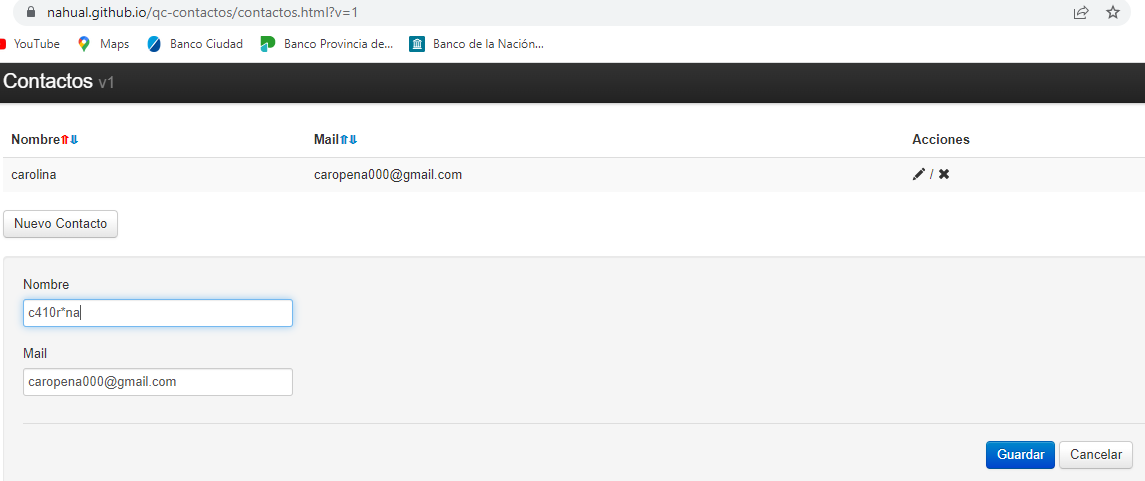 nahual.github.io/qc-contactos/contactos.html?v=1
YouTube Maps Banco Ciudad Banco Provincia de... Banco de la Nación...
Contactos v1
Nombre⇑⇓ Mail⇑⇓ Acciones
carolina caropena000@gmail.com /
Nuevo Contacto
Nombre
c410r*na
Mail
caropena000@gmail.com
Guardar Cancelar